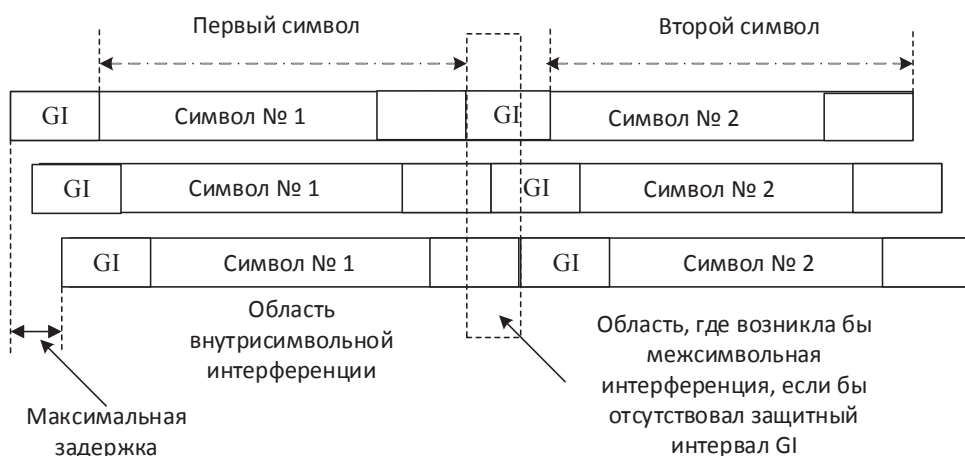 Первый символ
Второй символ
GI Символ № 1 GI Символ № 2
GI Символ № 1 GI Символ № 2
GI Символ № 1 GI Символ № 2
Область
внутрисимвольной
интерференции
Область, где возникла бы
межсимвольная
интерференция, если бы
отсутствовал защитный
интервал GI
Максимальная
задержка